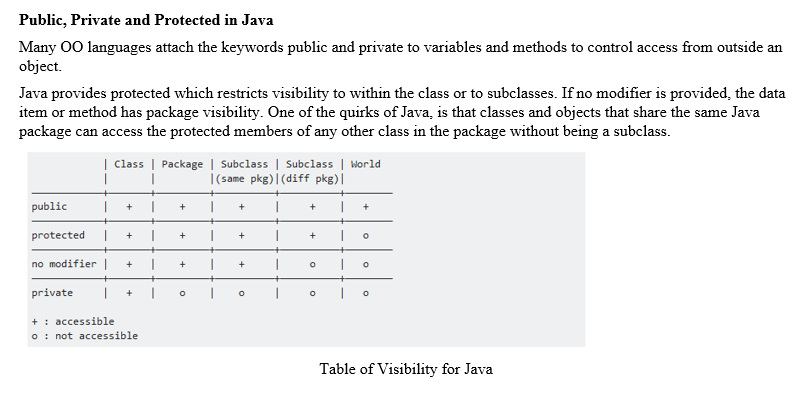 Public, Private and Protected in Java
Many OO languages attach the keywords public and private to variables and methods to control access from outside an
object.
Java provides protected which restricts visibility to within the class or to subclasses. If no modifier is provided, the data
item or method has package visibility. One of the quirks of Java, is that classes and objects that share the same Java
package can access the protected members of any other class in the package without being a subclass.
| Class | Package | Subclass | Subclass | World
| | |(same pkg)|(diff pkg)|
public | + | + | + | + | +
protected | + | + | + | + | o
no modifier | + | + | + | o | o
private | + | o | o | o | o
+ : accessible
o : not accessible
Table of Visibility for Java